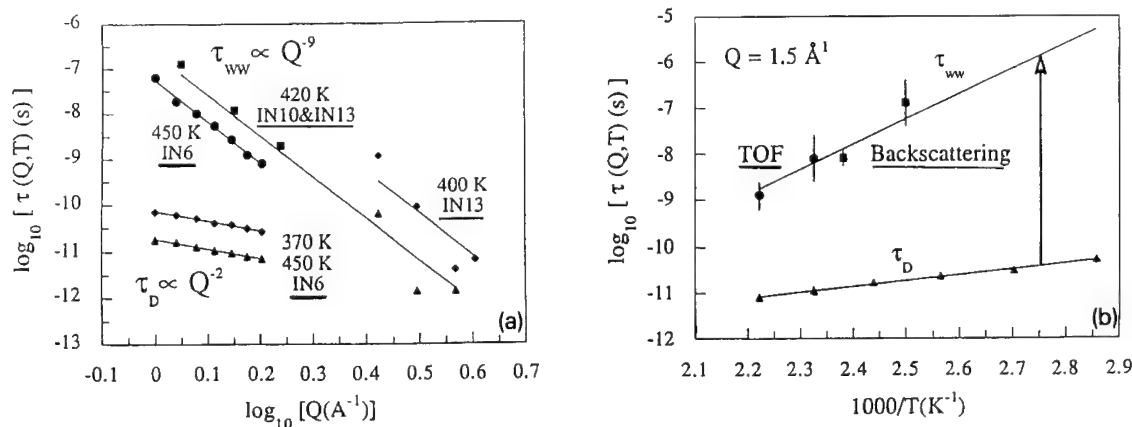 -6
-7
-8
-9
-10
-11
-12
-13
log10 [ τ (Q,T) (s) ]
τWW ∝ Q-9
420 K
IN10&IN13
450 K
IN6
400 K
IN13
370 K
450 K
IN6
τD ∝ Q-2
(a)
-0.1 0 0.1 0.2 0.3 0.4 0.5 0.6 0.7
log10 [Q(A-1)]
-5
-6
-7
-8
-9
-10
-11
-12
log10 [ τ (Q,T) (s) ]
Q = 1.5 Å1
τww
TOF
Backscattering
τD
(b)
2.1 2.2 2.3 2.4 2.5 2.6 2.7 2.8 2.9
1000/T(K-1)